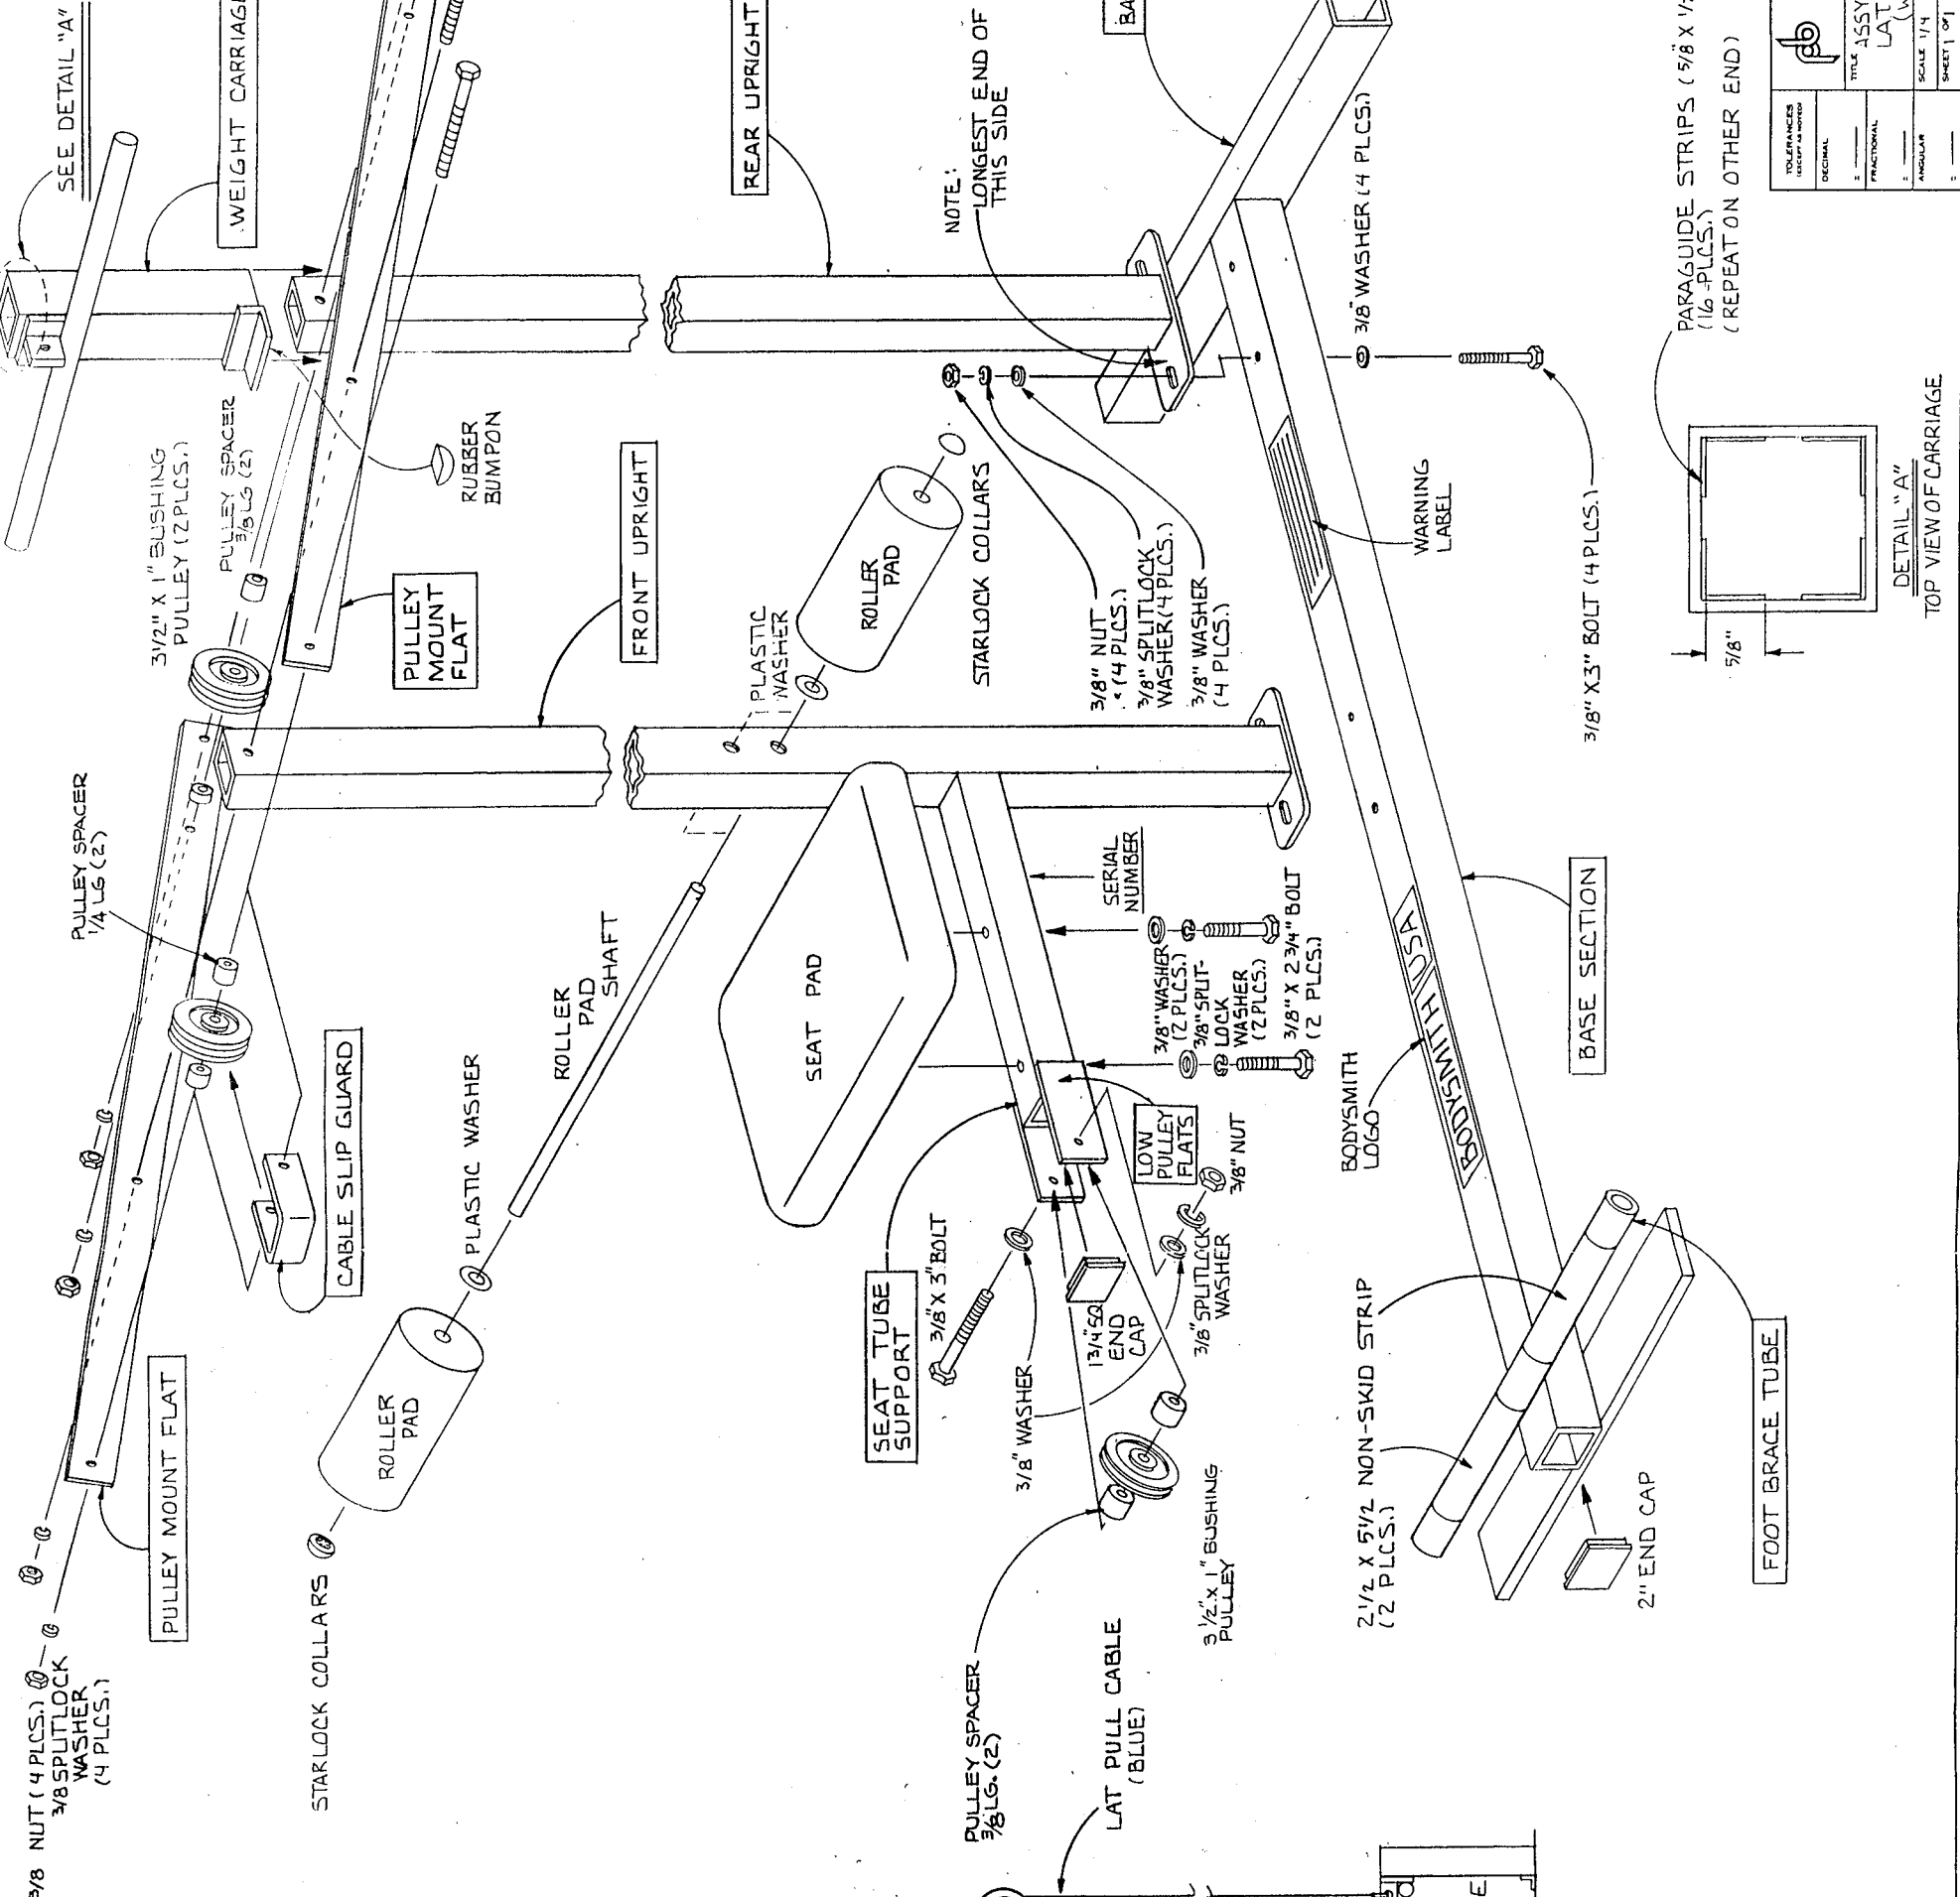 SEE DETAIL "A"
WEIGHT CARRIAGE
3 1/2" X 1" BUSHING
PULLEY (2 PLCS.)
PULLEY SPACER
3/8 LG (2)
RUBBER
BUMPON
PULLEY
MOUNT
FLAT
PULLEY SPACER
1/4 LG (2)
CABLE SLIP GUARD
PULLEY MOUNT FLAT
3/8 NUT (4 PLCS.)
3/8 SPLITLOCK
WASHER
(4 PLCS.)
REAR UPRIGHT
FRONT UPRIGHT
PLASTIC
WASHER
ROLLER
PAD
STARLOCK COLLARS
ROLLER
PAD
SHAFT
PLASTIC WASHER
ROLLER
PAD
STARLOCK COLLARS
NOTE:
LONGEST END OF
THIS SIDE
BA
3/8" WASHER (4 PLCS.)
3/8" NUT
(4 PLCS.)
3/8" SPLITLOCK
WASHER (4 PLCS.)
3/8" WASHER
(4 PLCS.)
WARNING
LABEL
3/8" X 3" BOLT (4 PLCS.)
SEAT PAD
SERIAL
NUMBER
3/8" WASHER
(2 PLCS.)
3/8" SPLIT-
LOCK
WASHER
(2 PLCS.)
3/8" X 2 3/4" BOLT
(2 PLCS.)
LOW
PULLEY
FLATS
3/8" NUT
3/8" SPLITLOCK
WASHER
SEAT TUBE
SUPPORT
3/8" X 3" BOLT
1 3/4" SQ
END
CAP
3/8" WASHER
3 1/2" X 1" BUSHING
PULLEY
PULLEY SPACER
3/8 LG. (2)
LAT PULL CABLE
(BLUE)
BODYSMITH USA
BODYSMITH
LOGO
BASE SECTION
2 1/2 X 5 1/2 NON-SKID STRIP
(2 PLCS.)
2" END CAP
FOOT BRACE TUBE
PARAGUIDE STRIPS (5/8 X 1/
(16-PLCS.)
(REPEAT ON OTHER END)
5/8"
DETAIL "A"
TOP VIEW OF CARRIAGE
TOLERANCES
(EXCEPT AS NOTED)
DECIMAL
±
FRACTIONAL
±
ANGULAR
±
TITLE ASSY
LAT
(W
SCALE 1/4
SHEET 1 OF 1
E